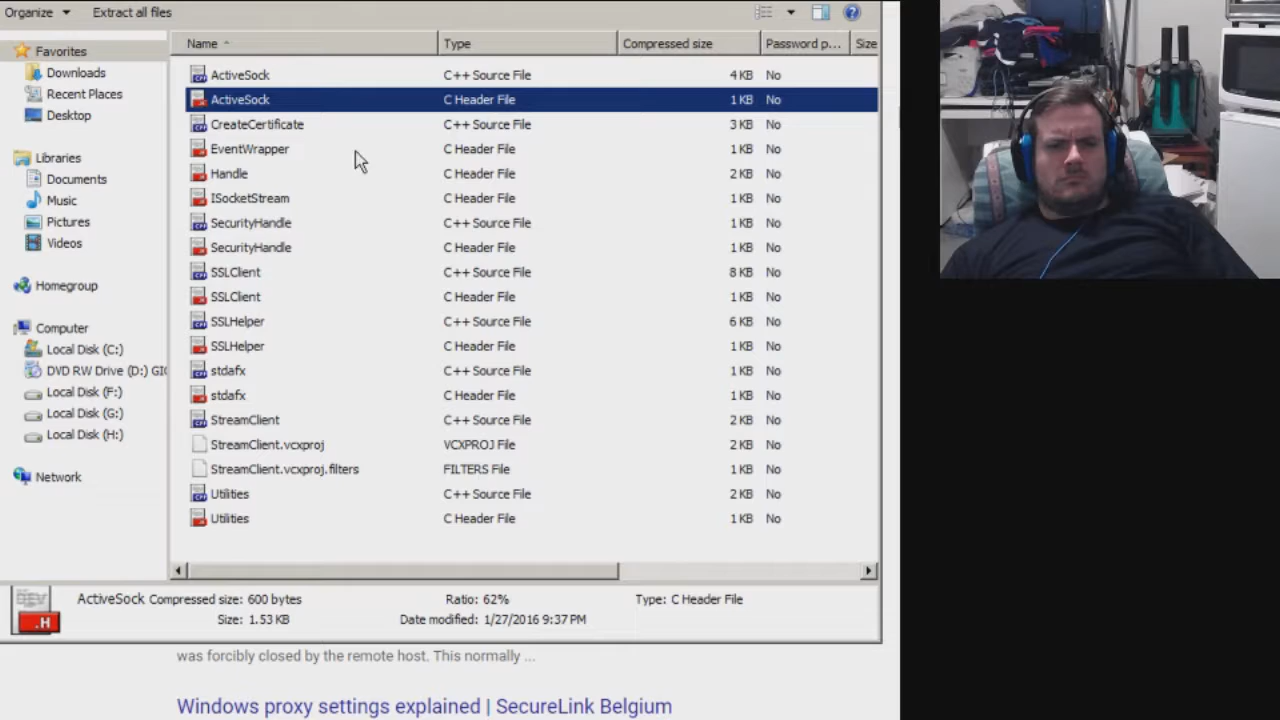 Organize Extract all files
Name Type Compressed size Password p... Size
Favorites
Downloads
Recent Places
Desktop
Libraries
Documents
Music
Pictures
Videos
Homegroup
Computer
Local Disk (C:)
DVD RW Drive (D:) GI
Local Disk (F:)
Local Disk (G:)
Local Disk (H:)
Network
ActiveSock C++ Source File 4 KB No
ActiveSock C Header File 1 KB No
CreateCertificate C++ Source File 3 KB No
EventWrapper C Header File 1 KB No
Handle C Header File 2 KB No
ISocketStream C Header File 1 KB No
SecurityHandle C++ Source File 1 KB No
SecurityHandle C Header File 1 KB No
SSLClient C++ Source File 8 KB No
SSLClient C Header File 1 KB No
SSLHelper C++ Source File 6 KB No
SSLHelper C Header File 1 KB No
stdafx C++ Source File 1 KB No
stdafx C Header File 1 KB No
StreamClient C++ Source File 2 KB No
StreamClient.vcxproj VCXPROJ File 2 KB No
StreamClient.vcxproj.filters FILTERS File 1 KB No
Utilities C++ Source File 2 KB No
Utilities C Header File 1 KB No
DEV
.H
ActiveSock Compressed size: 600 bytes Ratio: 62% Type: C Header File
Size: 1.53 KB Date modified: 1/27/2016 9:37 PM
was forcibly closed by the remote host. This normally ...
Windows proxy settings explained | SecureLink Belgium